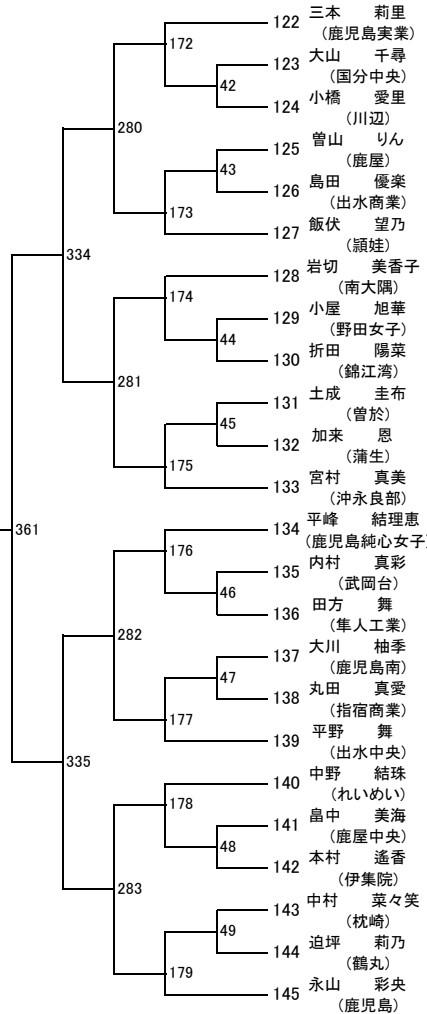 122 三本 莉里
(鹿児島実業)
172
123 大山 千尋
(国分中央)
42
124 小橋 愛里
(川辺)
280
125 曽山 りん
(鹿屋)
43
126 島田 優楽
(出水商業)
173
127 飯伏 望乃
(頴娃)
334
128 岩切 美香子
(南大隅)
174
129 小屋 旭華
(野田女子)
44
130 折田 陽菜
(錦江湾)
281
131 土成 圭布
(曽於)
45
132 加来 恩
(蒲生)
175
133 宮村 真美
(沖永良部)
361
134 平峰 結理恵
(鹿児島純心女子)
176
135 内村 真彩
(武岡台)
46
136 田方 舞
(隼人工業)
282
137 大川 柚季
(鹿児島南)
47
138 丸田 真愛
(指宿商業)
177
139 平野 舞
(出水中央)
335
140 中野 結珠
(れいめい)
178
141 畠中 美海
(鹿屋中央)
48
142 本村 遙香
(伊集院)
283
143 中村 菜々笑
(枕崎)
49
144 迫坪 莉乃
(鶴丸)
179
145 永山 彩央
(鹿児島)